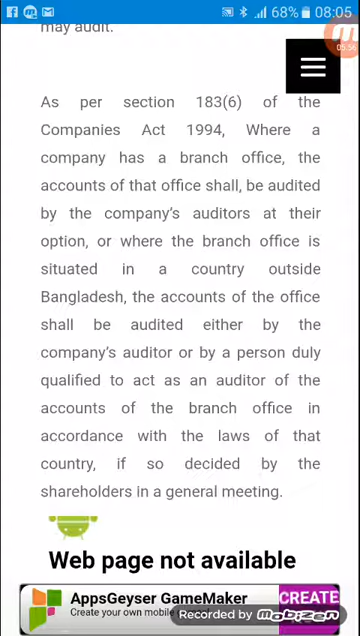 68% 08:05
may audit.
05:56
As per section 183(6) of the
Companies Act 1994, Where a
company has a branch office, the
accounts of that office shall, be audited
by the company's auditors at their
option, or where the branch office is
situated in a country outside
Bangladesh, the accounts of the office
shall be audited either by the
company's auditor or by a person duly
qualified to act as an auditor of the
accounts of the branch office in
accordance with the laws of that
country, if so decided by the
shareholders in a general meeting.
Web page not available
AppsGeyser GameMaker
CREATE
Create your own mobile
Recorded by mobizen